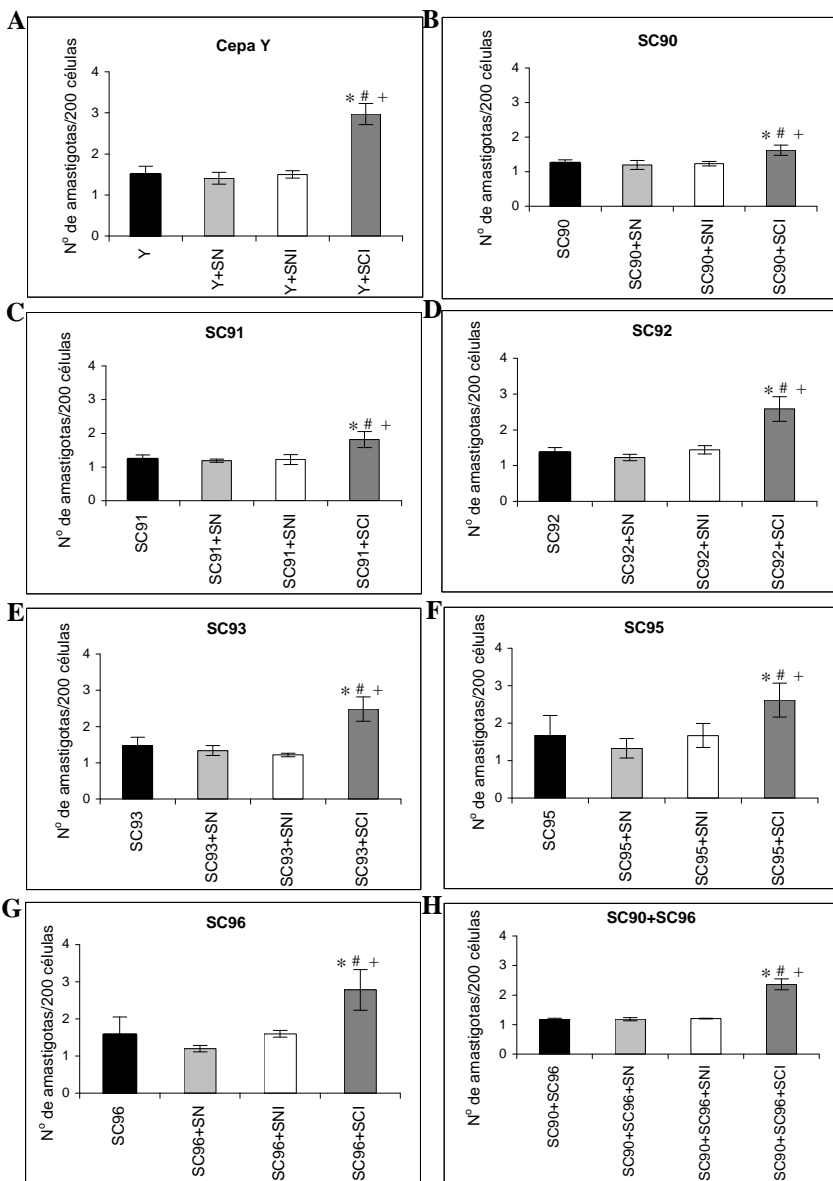 A
Cepa Y
Nº de amastigotas/200 células
4
3
2
1
0
* # +
Y
Y+SN
Y+SNI
Y+SCI
B
SC90
Nº de amastigotas/200 células
4
3
2
1
0
* # +
SC90
SC90+SN
SC90+SNI
SC90+SCI
C
SC91
Nº de amastigotas/200 células
4
3
2
1
0
* # +
SC91
SC91+SN
SC91+SNI
SC91+SCI
D
SC92
Nº de amastigotas/200 células
4
3
2
1
0
* # +
SC92
SC92+SN
SC92+SNI
SC92+SCI
E
SC93
Nº de amastigotas/200 células
4
3
2
1
0
* # +
SC93
SC93+SN
SC93+SNI
SC93+SCI
F
SC95
Nº de amastigotas/200 células
4
3
2
1
0
* # +
SC95
SC95+SN
SC95+SNI
SC95+SCI
G
SC96
Nº de amastigotas/200 células
4
3
2
1
0
* # +
SC96
SC96+SN
SC96+SNI
SC96+SCI
H
SC90+SC96
Nº de amastigotas/200 células
4
3
2
1
0
* # +
SC90+SC96
SC90+SC96+SN
SC90+SC96+SNI
SC90+SC96+SCI